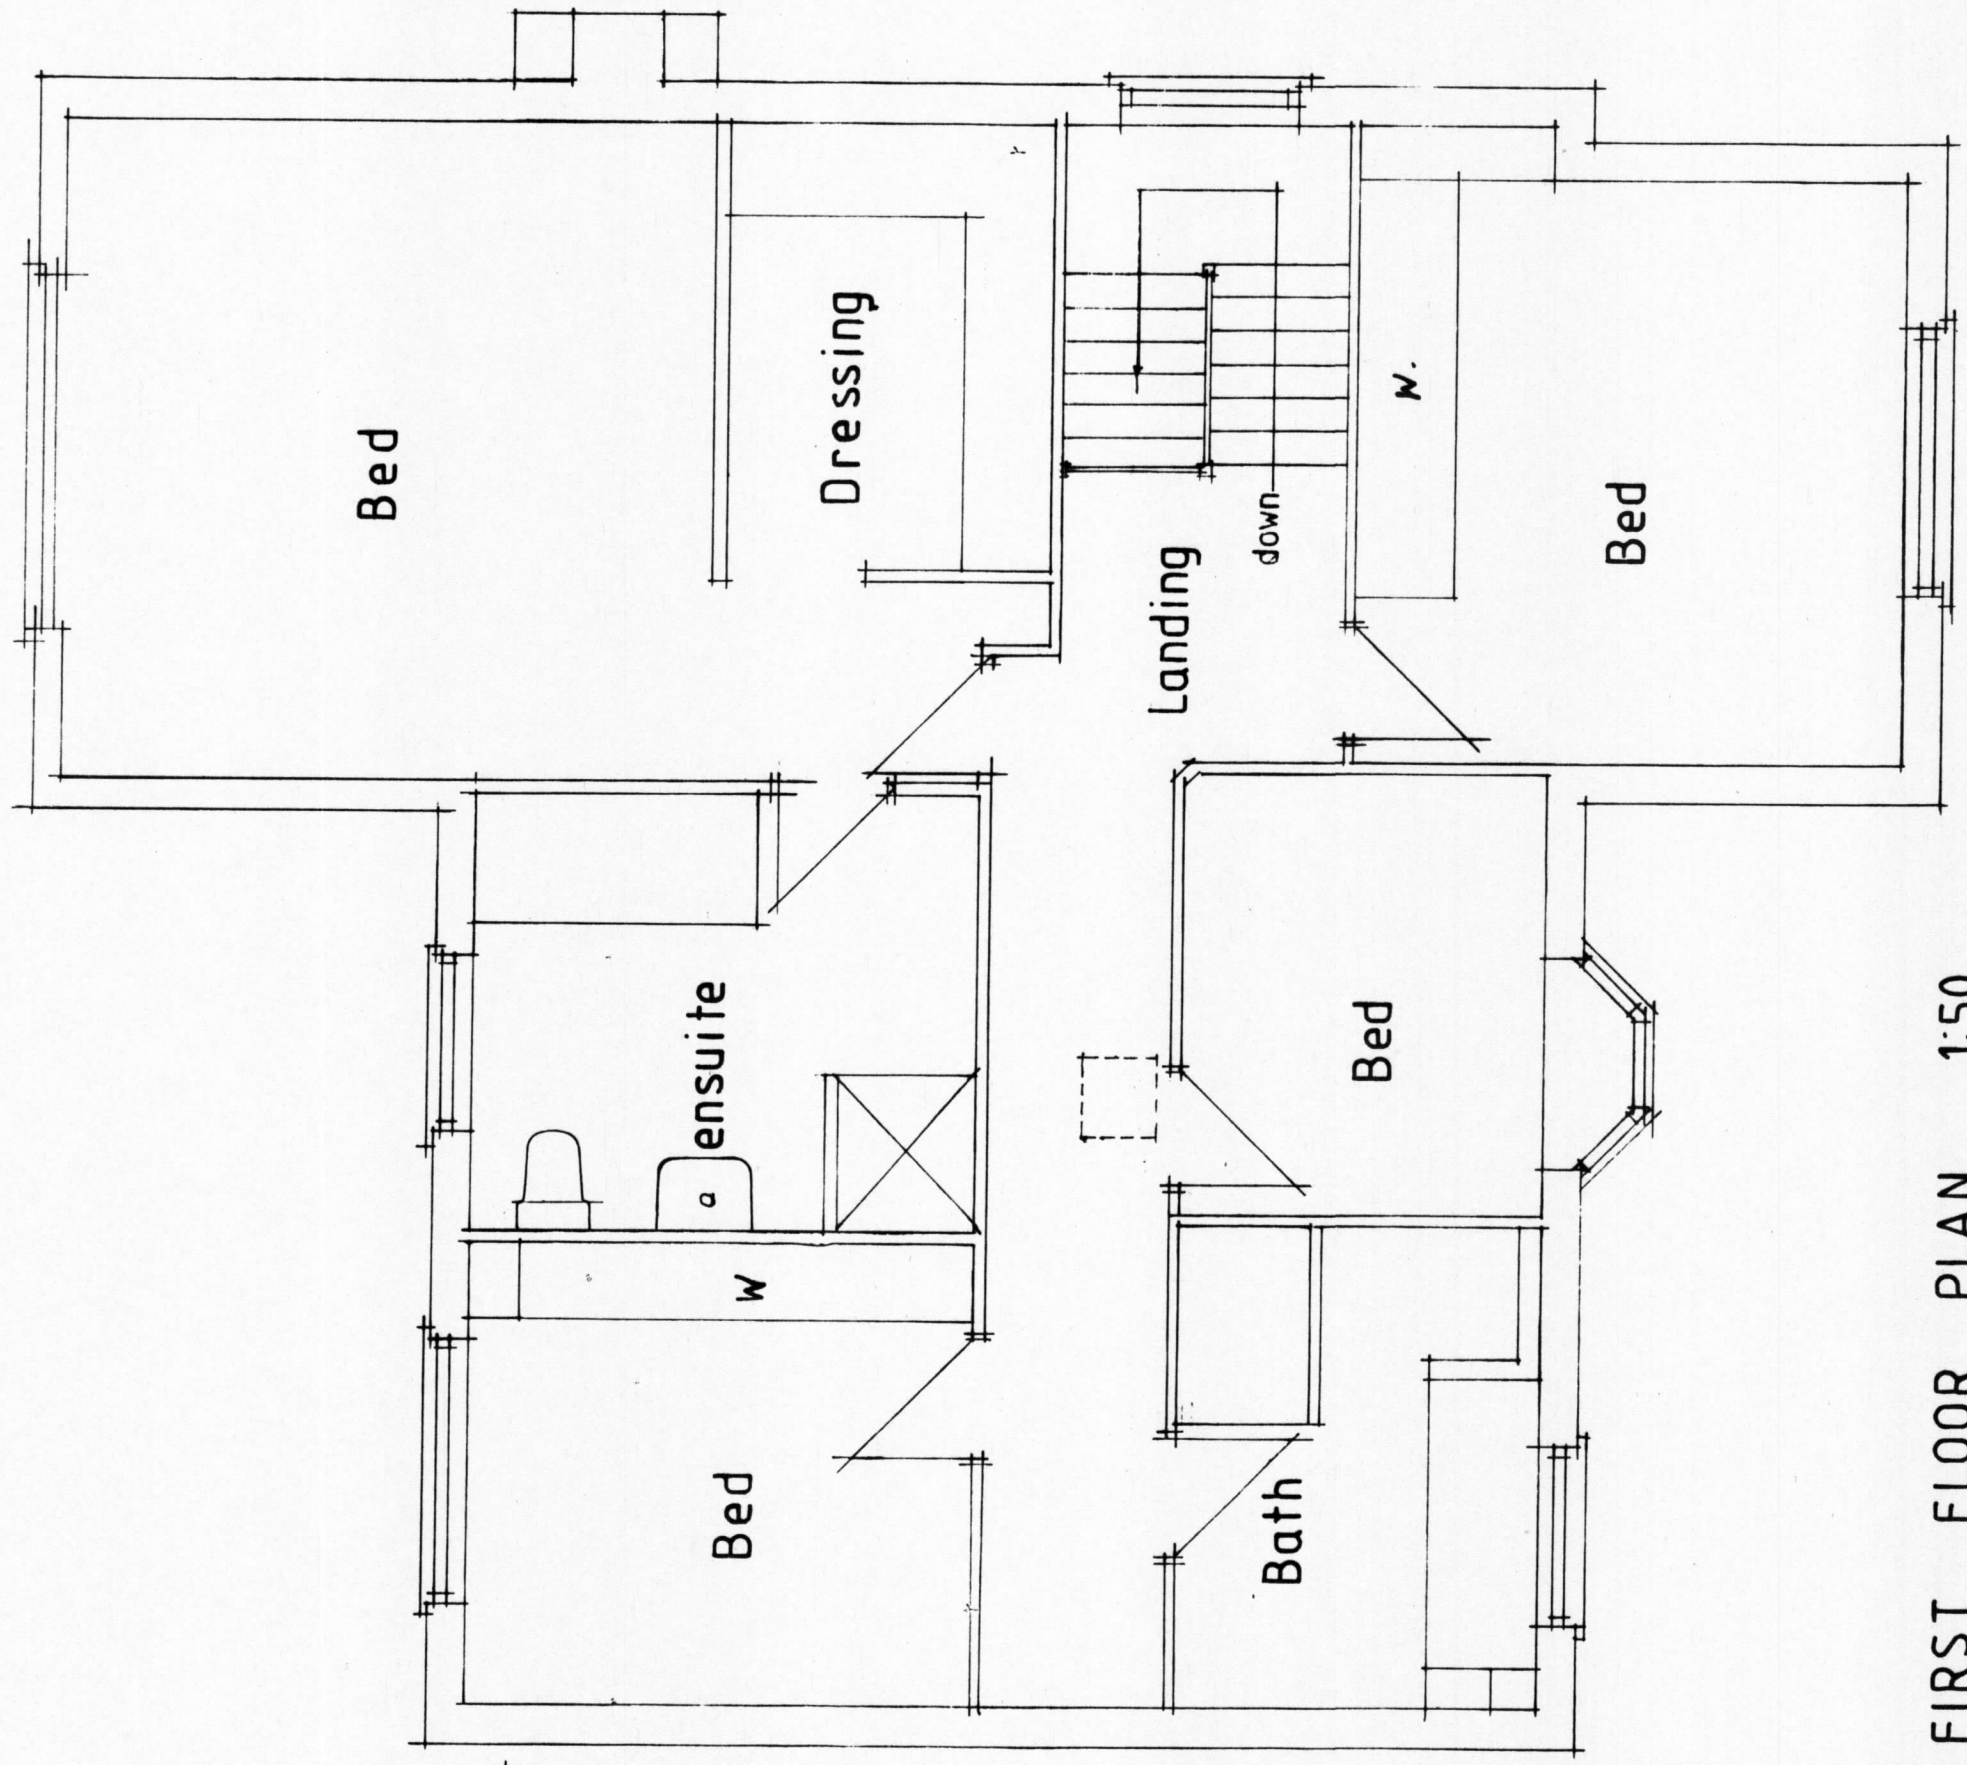 Bed
Dressing
Landing
down
W.
Bed
ensuite
a
W
Bed
Bed
Bath
FIRST FLOOR PLAN 1:50